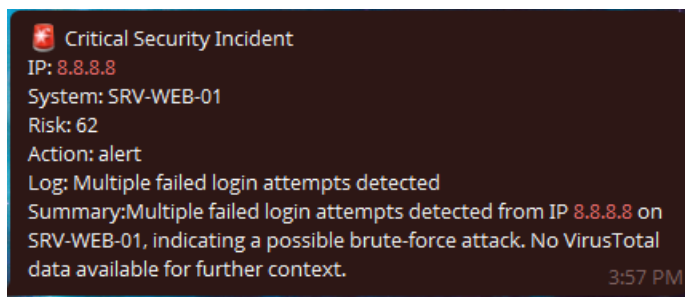 🚨 Critical Security Incident
IP: 8.8.8.8
System: SRV-WEB-01
Risk: 62
Action: alert
Log: Multiple failed login attempts detected
Summary:Multiple failed login attempts detected from IP 8.8.8.8 on
SRV-WEB-01, indicating a possible brute-force attack. No VirusTotal
data available for further context.
3:57 PM